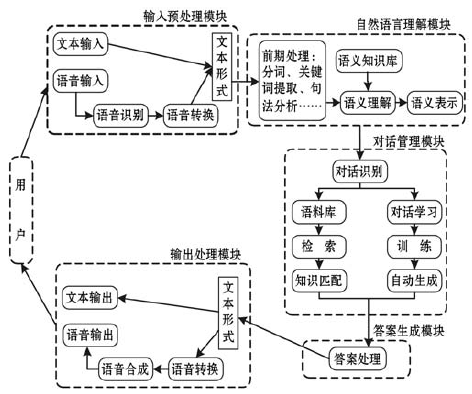 输入预处理模块
文本输入
语音输入
语音识别
语音转换
文本形式
自然语言理解模块
前期处理：
分词、关键
词提取、句
法分析……
语义知识库
语义理解
语义表示
对话管理模块
对话识别
语料库
对话学习
检索
训练
知识匹配
自动生成
用户
输出处理模块
文本输出
语音输出
语音合成
语音转换
文本形式
答案生成模块
答案处理